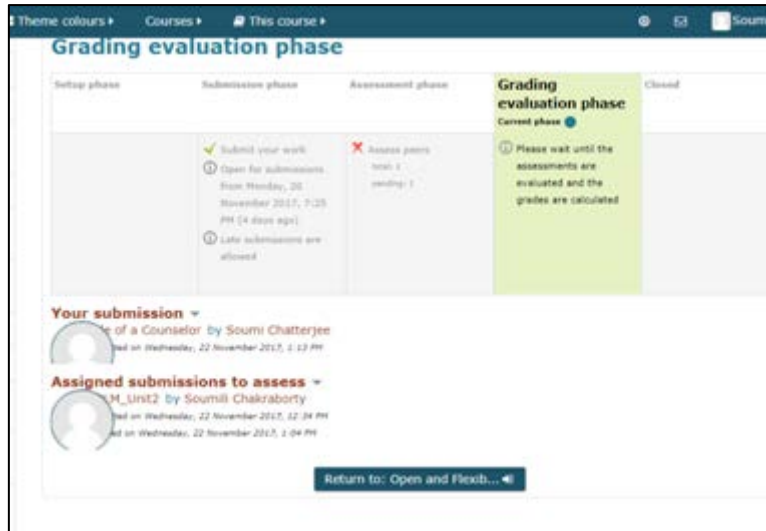 Theme colours
Courses
This course
Soumi
Grading evaluation phase
Setup phase
Submission phase
Assessment phase
Grading
evaluation phase
Current phase
Closed
Submit your work
Open for submissions
from Monday, 20
November 2017, 7:25
PM (4 days ago)
Late submissions are
allowed
Assess peers
total: 1
pending: 1
Please wait until the
assessments are
evaluated and the
grades are calculated
Your submission
of a Counselor by Soumi Chatterjee
on Wednesday, 22 November 2017, 1:13 PM
Assigned submissions to assess
Unit2 by Soumili Chakraborty
on Wednesday, 22 November 2017, 12:34 PM
on Wednesday, 22 November 2017, 1:04 PM
Return to: Open and Flexib...